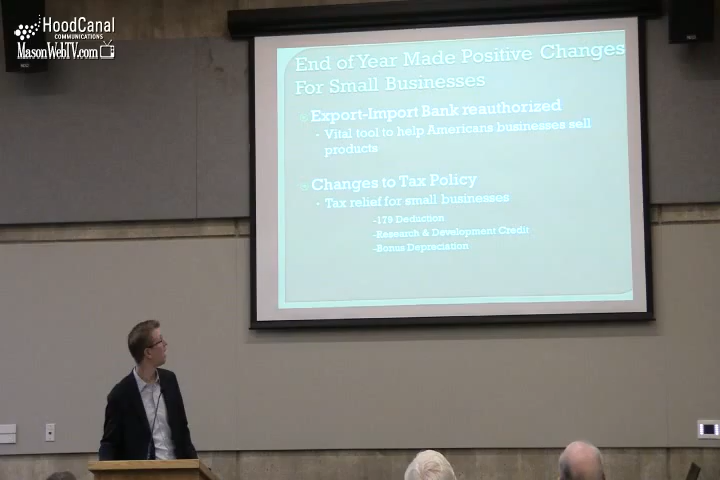 HoodCanal
COMMUNICATIONS
MasonWebTV.com
End of Year Made Positive Changes
For Small Businesses
Export-Import Bank reauthorized
Vital tool to help Americans businesses sell
products
Changes to Tax Policy
Tax relief for small businesses
-179 Deduction
-Research & Development Credit
-Bonus Depreciation